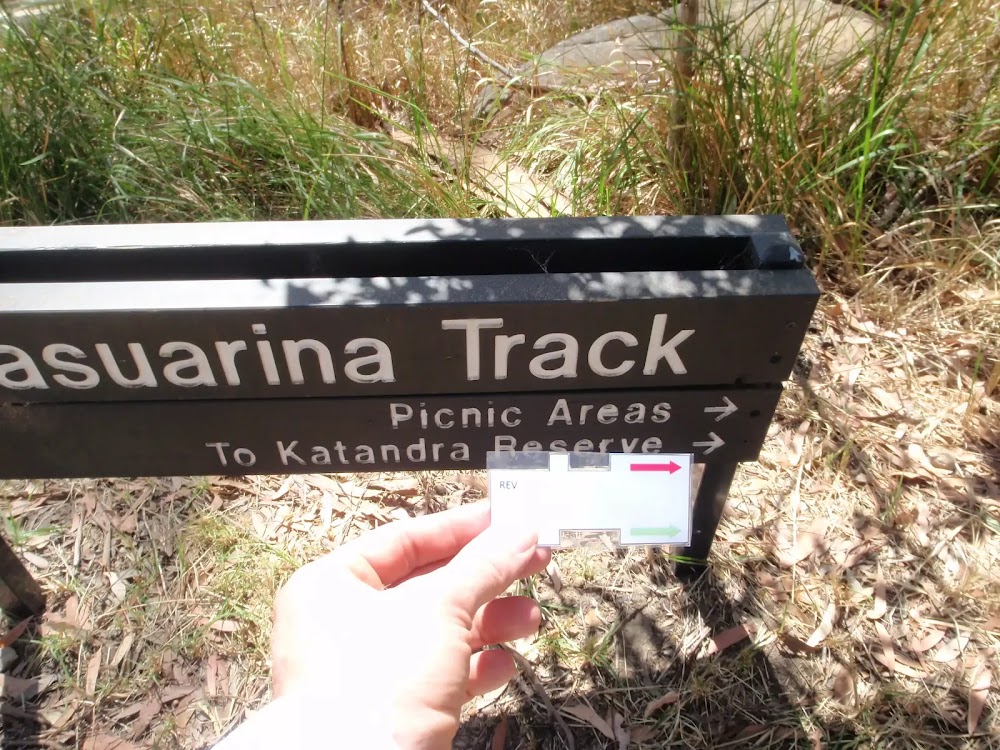 asuarina Track
Picnic Areas →
To Katandra Reserve →
REV